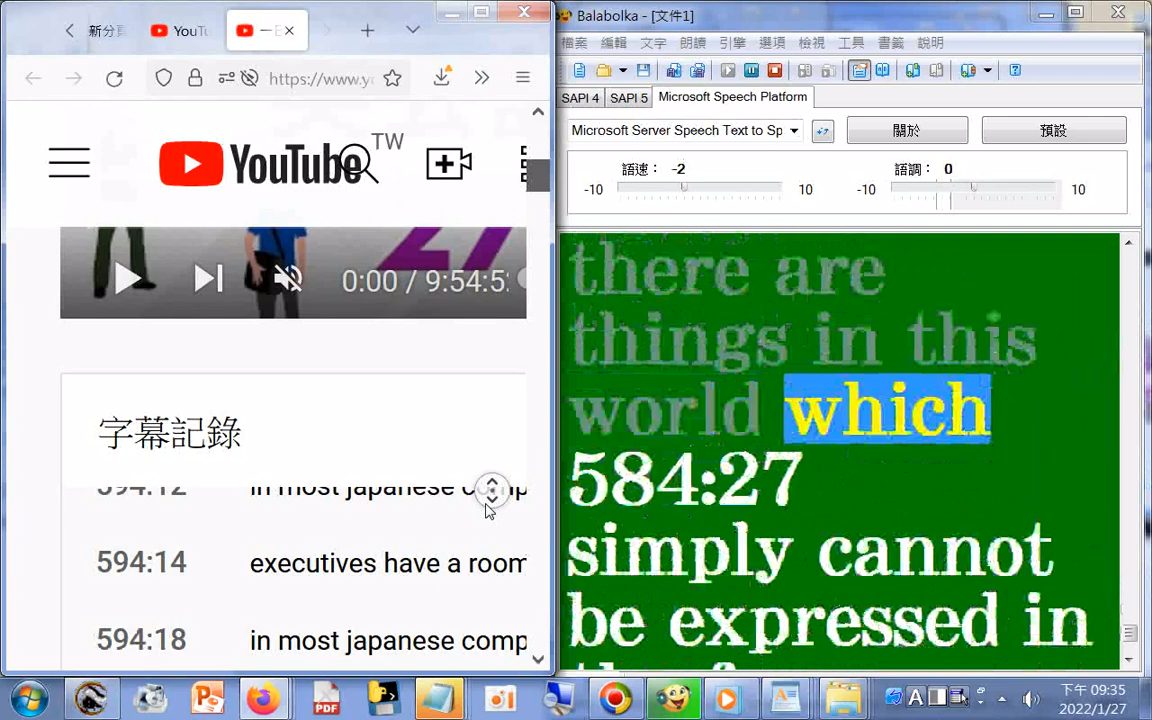 新分頁
YouTu
— E
https://www.yo
TW
YouTube
27
0:00 / 9:54:5
字幕記錄
594:12 in most japanese comp
594:14 executives have a room
594:18 in most japanese comp
Balabolka - [文件1]
檔案 編輯 文字 朗讀 引擎 選項 檢視 工具 書籤 說明
SAPI 4 SAPI 5 Microsoft Speech Platform
Microsoft Server Speech Text to Sp
關於 預設
語速： -2 語調： 0
-10 10 -10 10
there are
things in this
world which
584:27
simply cannot
be expressed in
PDF
A
下午 09:35
2022/1/27